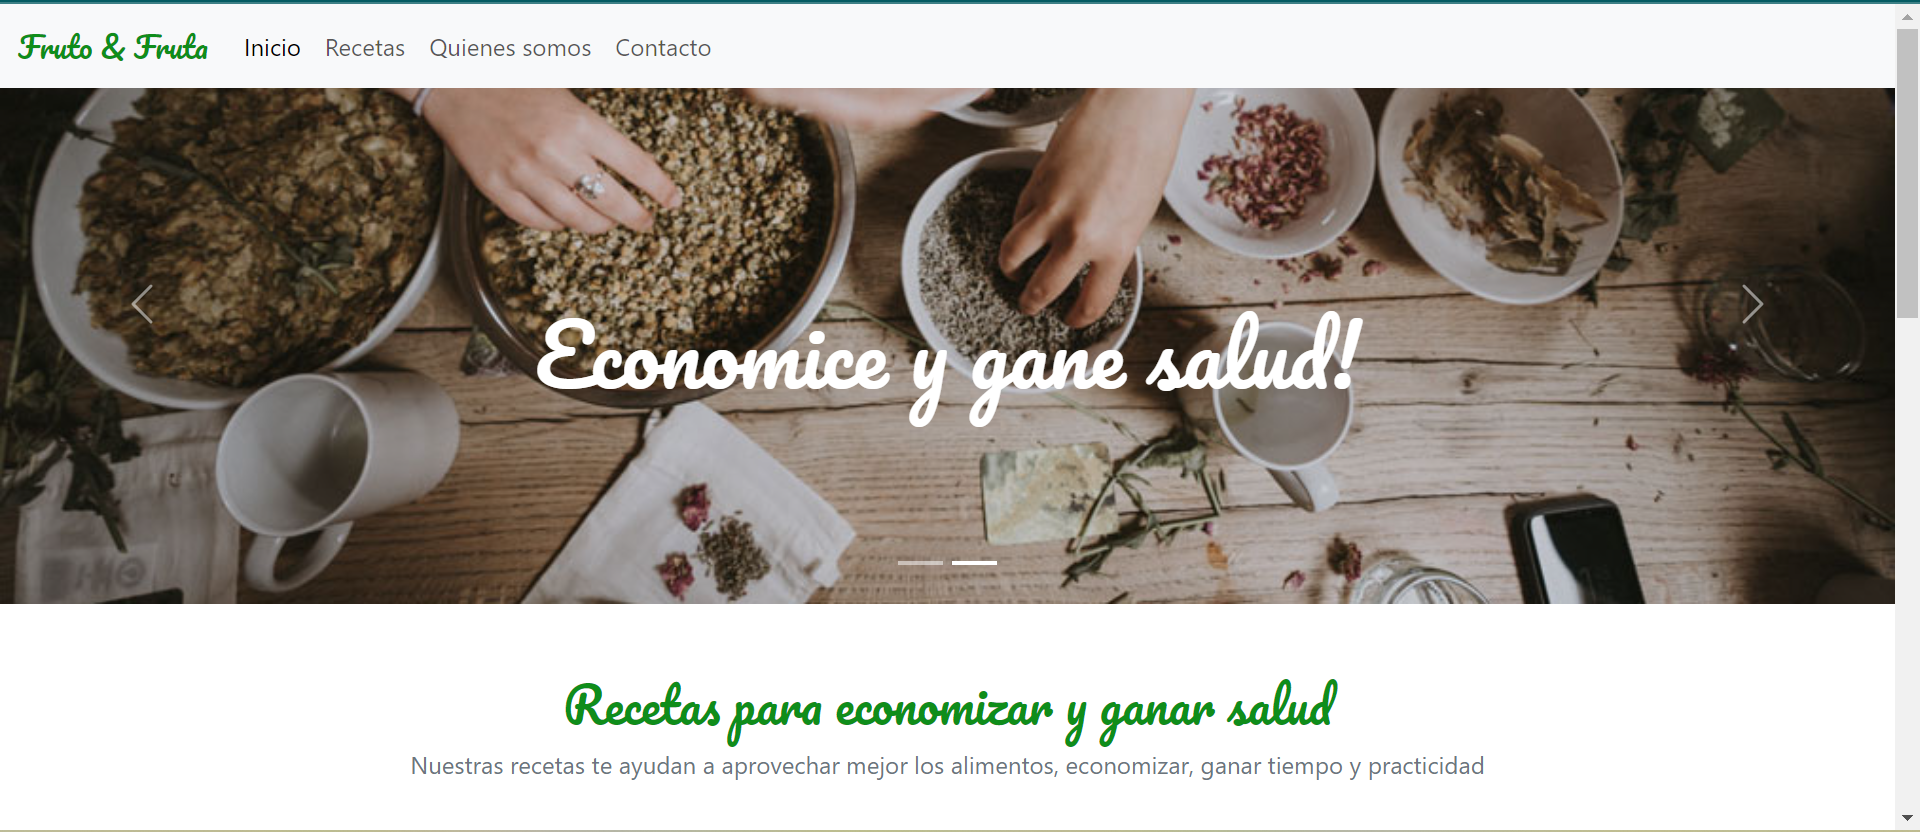 Fruto & Fruta Inicio Recetas Quienes somos Contacto
Economice y gane salud!
Recetas para economizar y ganar salud
Nuestras recetas te ayudan a aprovechar mejor los alimentos, economizar, ganar tiempo y practicidad